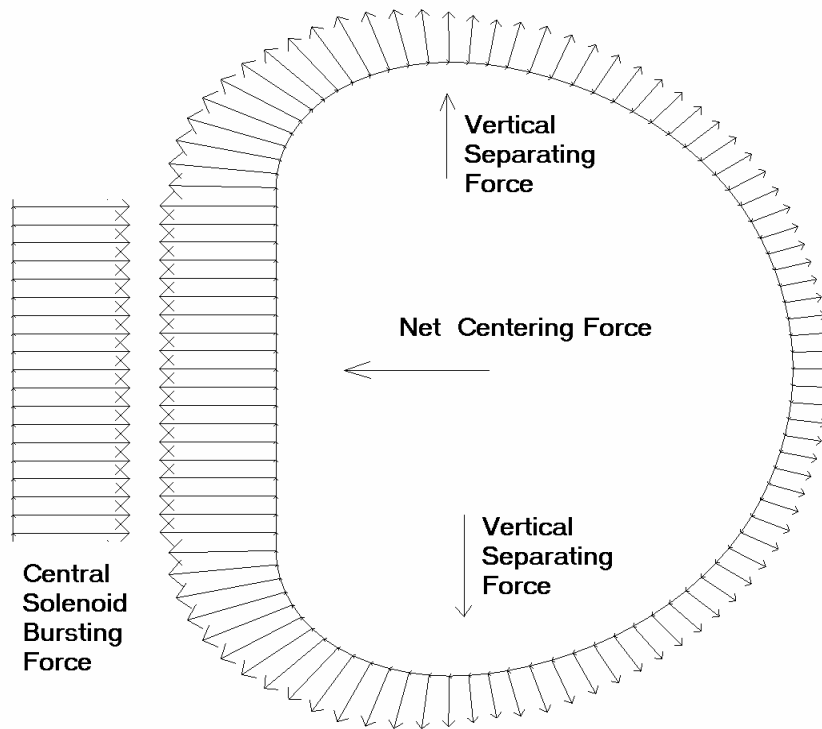 Vertical
Separating
Force
Net Centering Force
Vertical
Separating
Force
Central
Solenoid
Bursting
Force